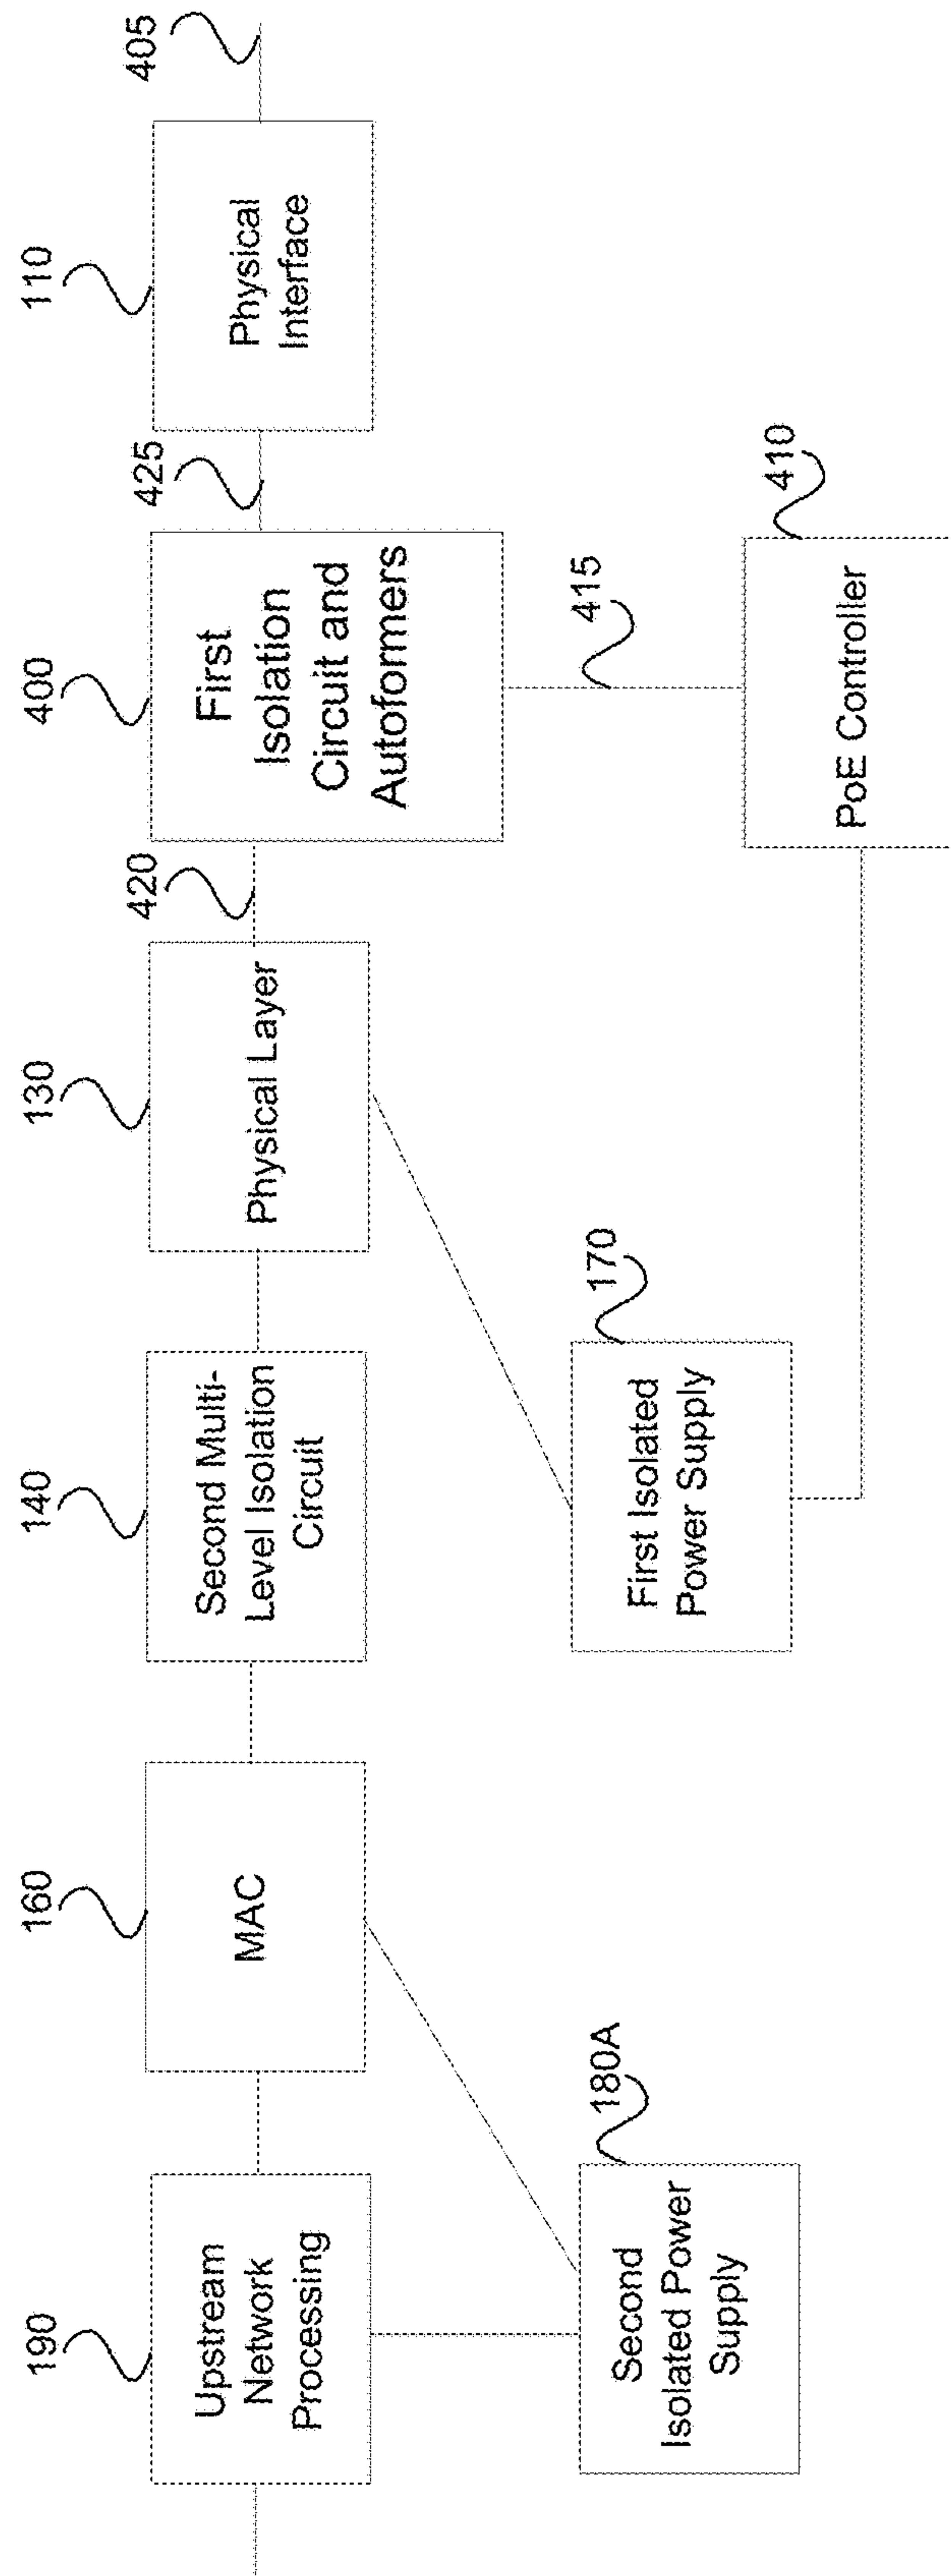 190
160
140
130
400
110
420
425
405
Upstream
Network
Processing
MAC
Second Multi-
Level Isolation
Circuit
Physical Layer
First
Isolation
Circuit and
Autoformers
Physical
Interface
180A
170
415
410
Second
Isolated Power
Supply
First Isolated
Power Supply
PoE Controller